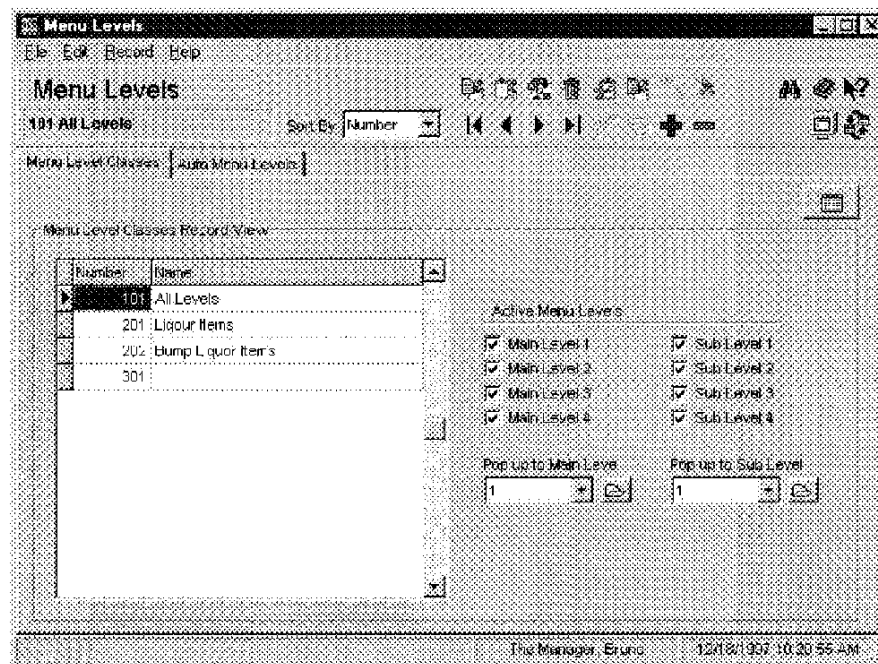 Menu Levels
File Edit Record Help
Menu Levels
101 All Levels
Sort By Number
Menu Level Classes Auto Menu Levels
Menu Level Classes Record View
Number Name
101 All Levels
201 Liqour Items
202 Bump Liquor Items
301
Active Menu Levels
Main Level 1 Sub Level 1
Main Level 2 Sub Level 2
Main Level 3 Sub Level 3
Main Level 4 Sub Level 4
Pop up to Main Level Pop up to Sub Level
1 1
The Manager, Bruno 12/18/1997 10:20:55 AM